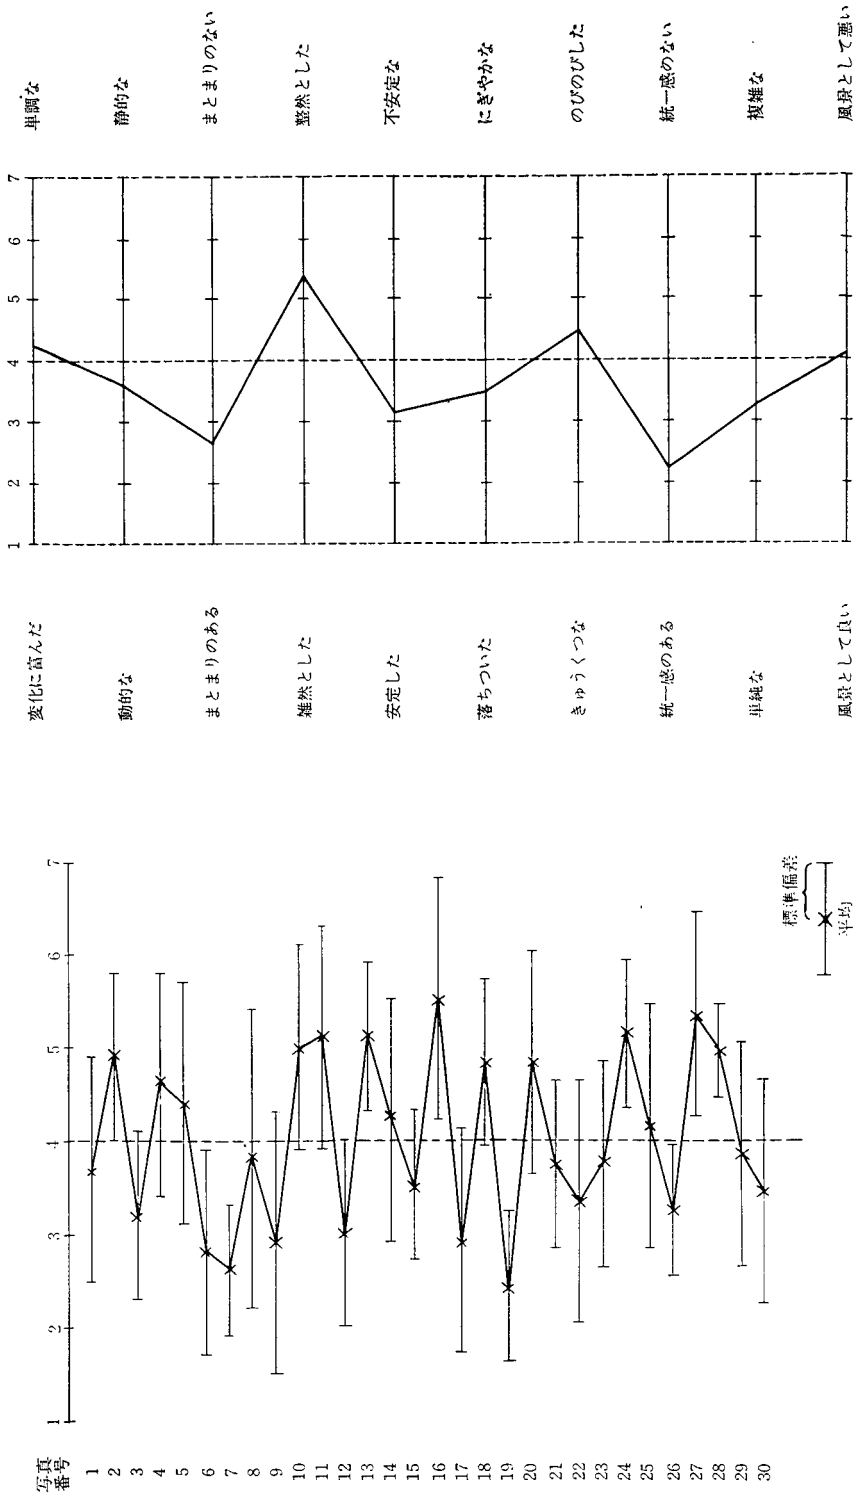 単調な
静的な
まとまりのない
整然とした
不安定な
にぎやかな
のびのびした
統一感のない
複雑な
風景として悪い
1 2 3 4 5 6 7
変化に富んだ
動的な
まとまりのある
雑然とした
安定した
落ちついた
きゅうくつな
統一感のある
単純な
風景として良い
1 2 3 4 5 6 7
標準偏差
平均
写真
番号
1
2
3
4
5
6
7
8
9
10
11
12
13
14
15
16
17
18
19
20
21
22
23
24
25
26
27
28
29
30